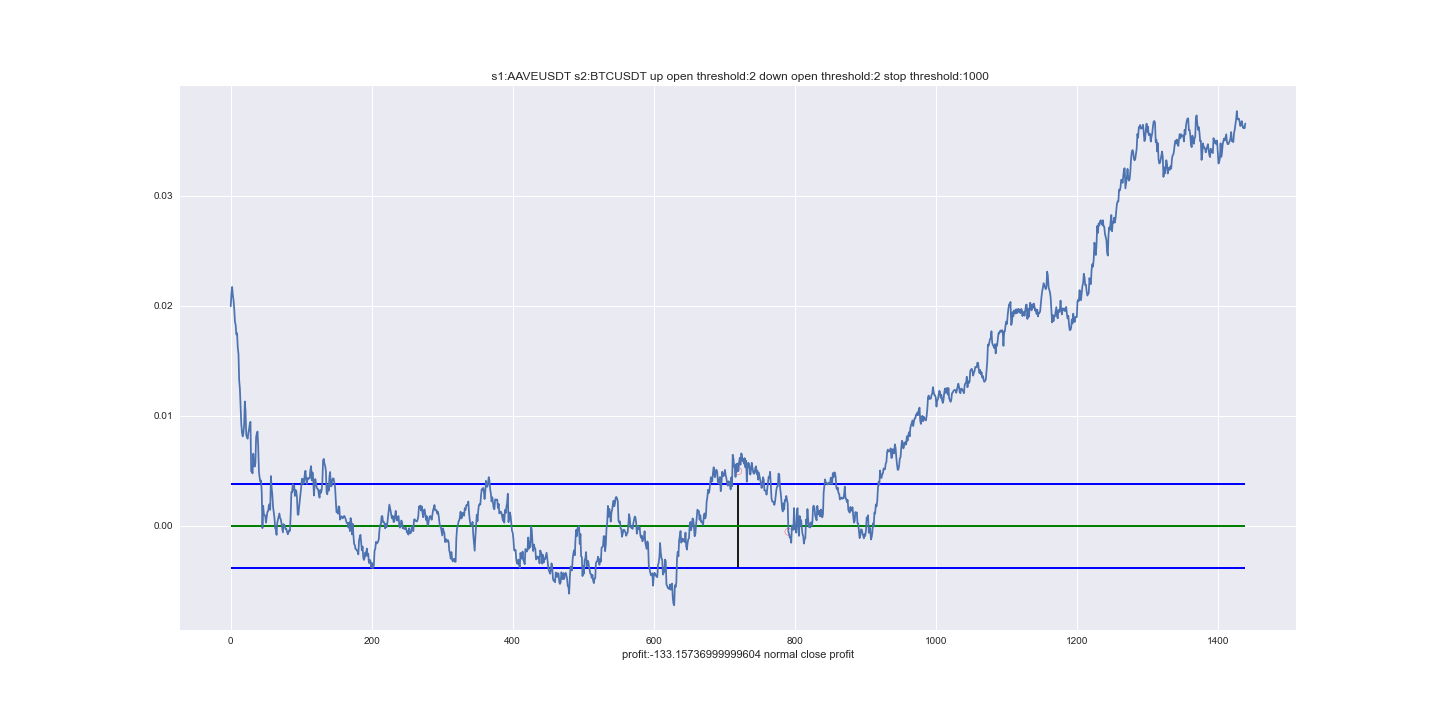 s1:AAVEUSDT s2:BTCUSDT up open threshold:2 down open threshold:2 stop threshold:1000
0.03
0.02
0.01
0.00
0 200 400 600 800 1000 1200 1400
profit:-133.15736999999604 normal close profit